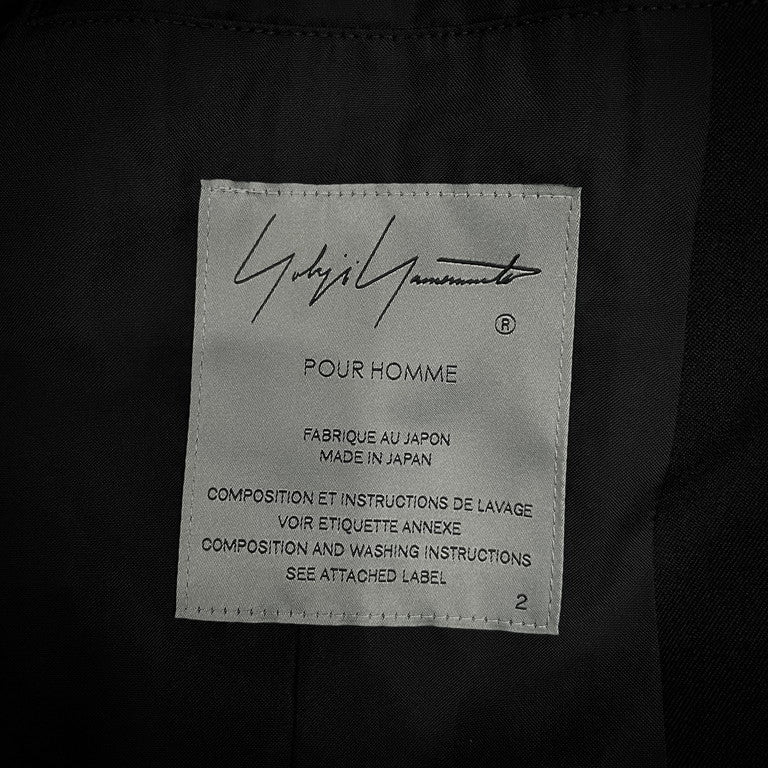 Yohji Yamamoto
®
POUR HOMME
FABRIQUE AU JAPON
MADE IN JAPAN
COMPOSITION ET INSTRUCTIONS DE LAVAGE
VOIR ETIQUETTE ANNEXE
COMPOSITION AND WASHING INSTRUCTIONS
SEE ATTACHED LABEL
2